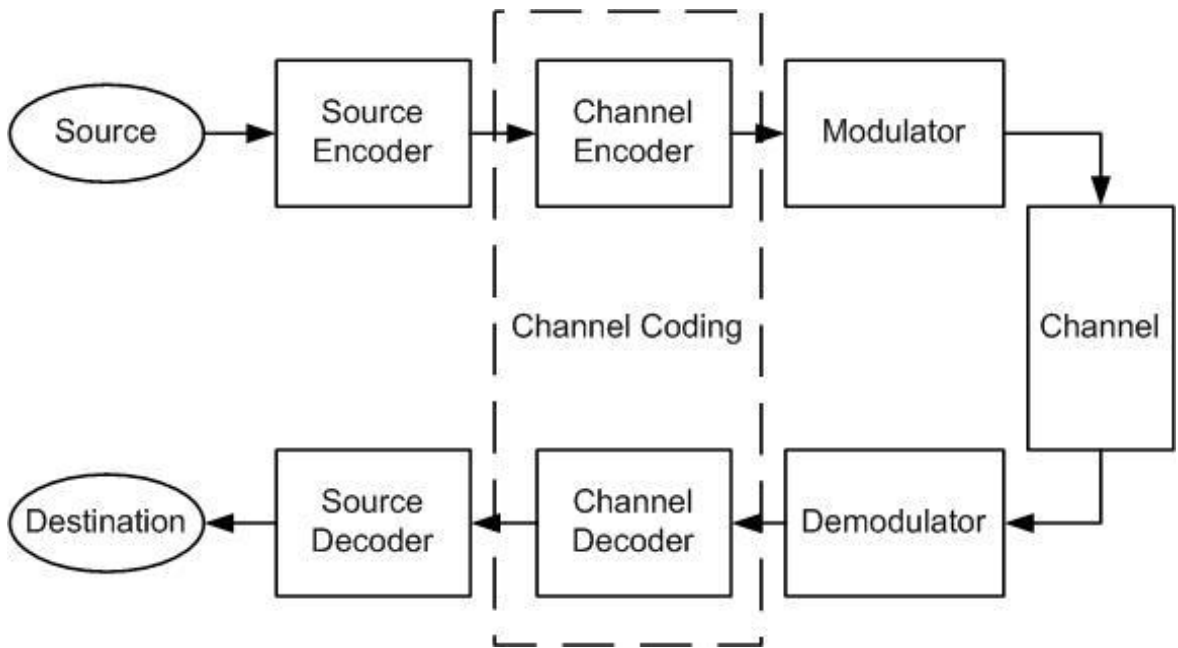 Source
Source
Encoder
Channel
Encoder
Modulator
Channel Coding
Channel
Destination
Source
Decoder
Channel
Decoder
Demodulator